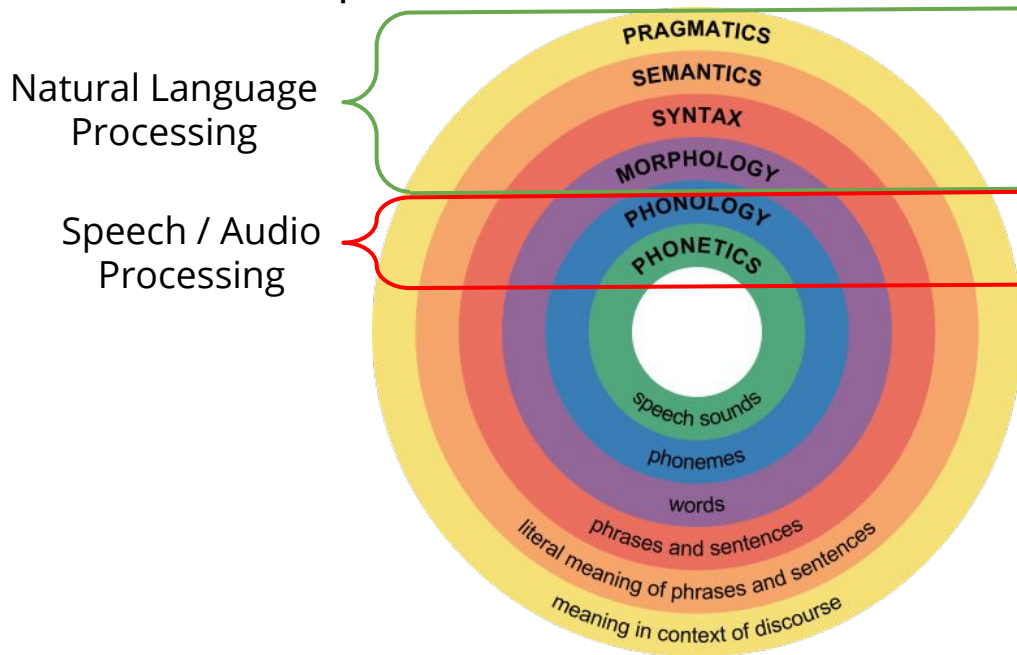 Natural Language
Processing
Speech / Audio
Processing
PRAGMATICS
SEMANTICS
SYNTAX
MORPHOLOGY
PHONOLOGY
PHONETICS
speech sounds
phonemes
words
phrases and sentences
literal meaning of phrases and sentences
meaning in context of discourse